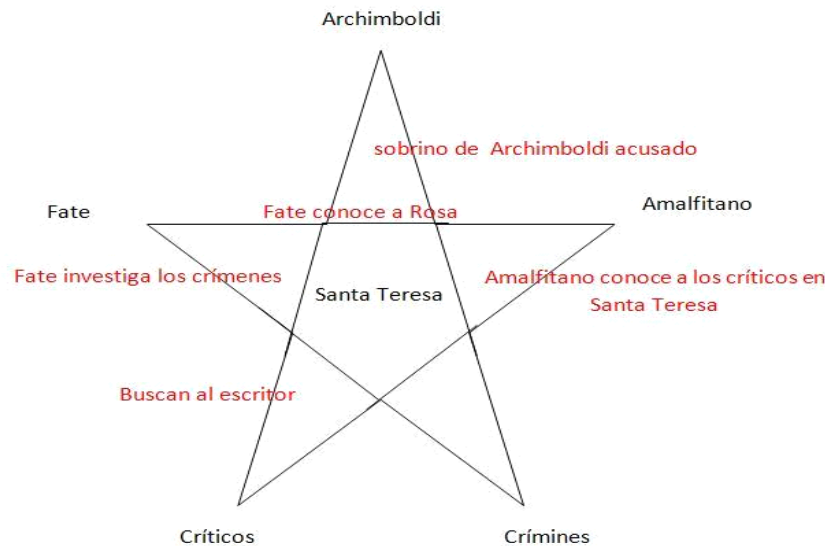 Archimboldi
sobrino de Archimboldi acusado
Fate
Fate conoce a Rosa
Amalfitano
Fate investiga los crímenes
Santa Teresa
Amalfitano conoce a los críticos en
Santa Teresa
Buscan al escritor
Críticos
Crímines